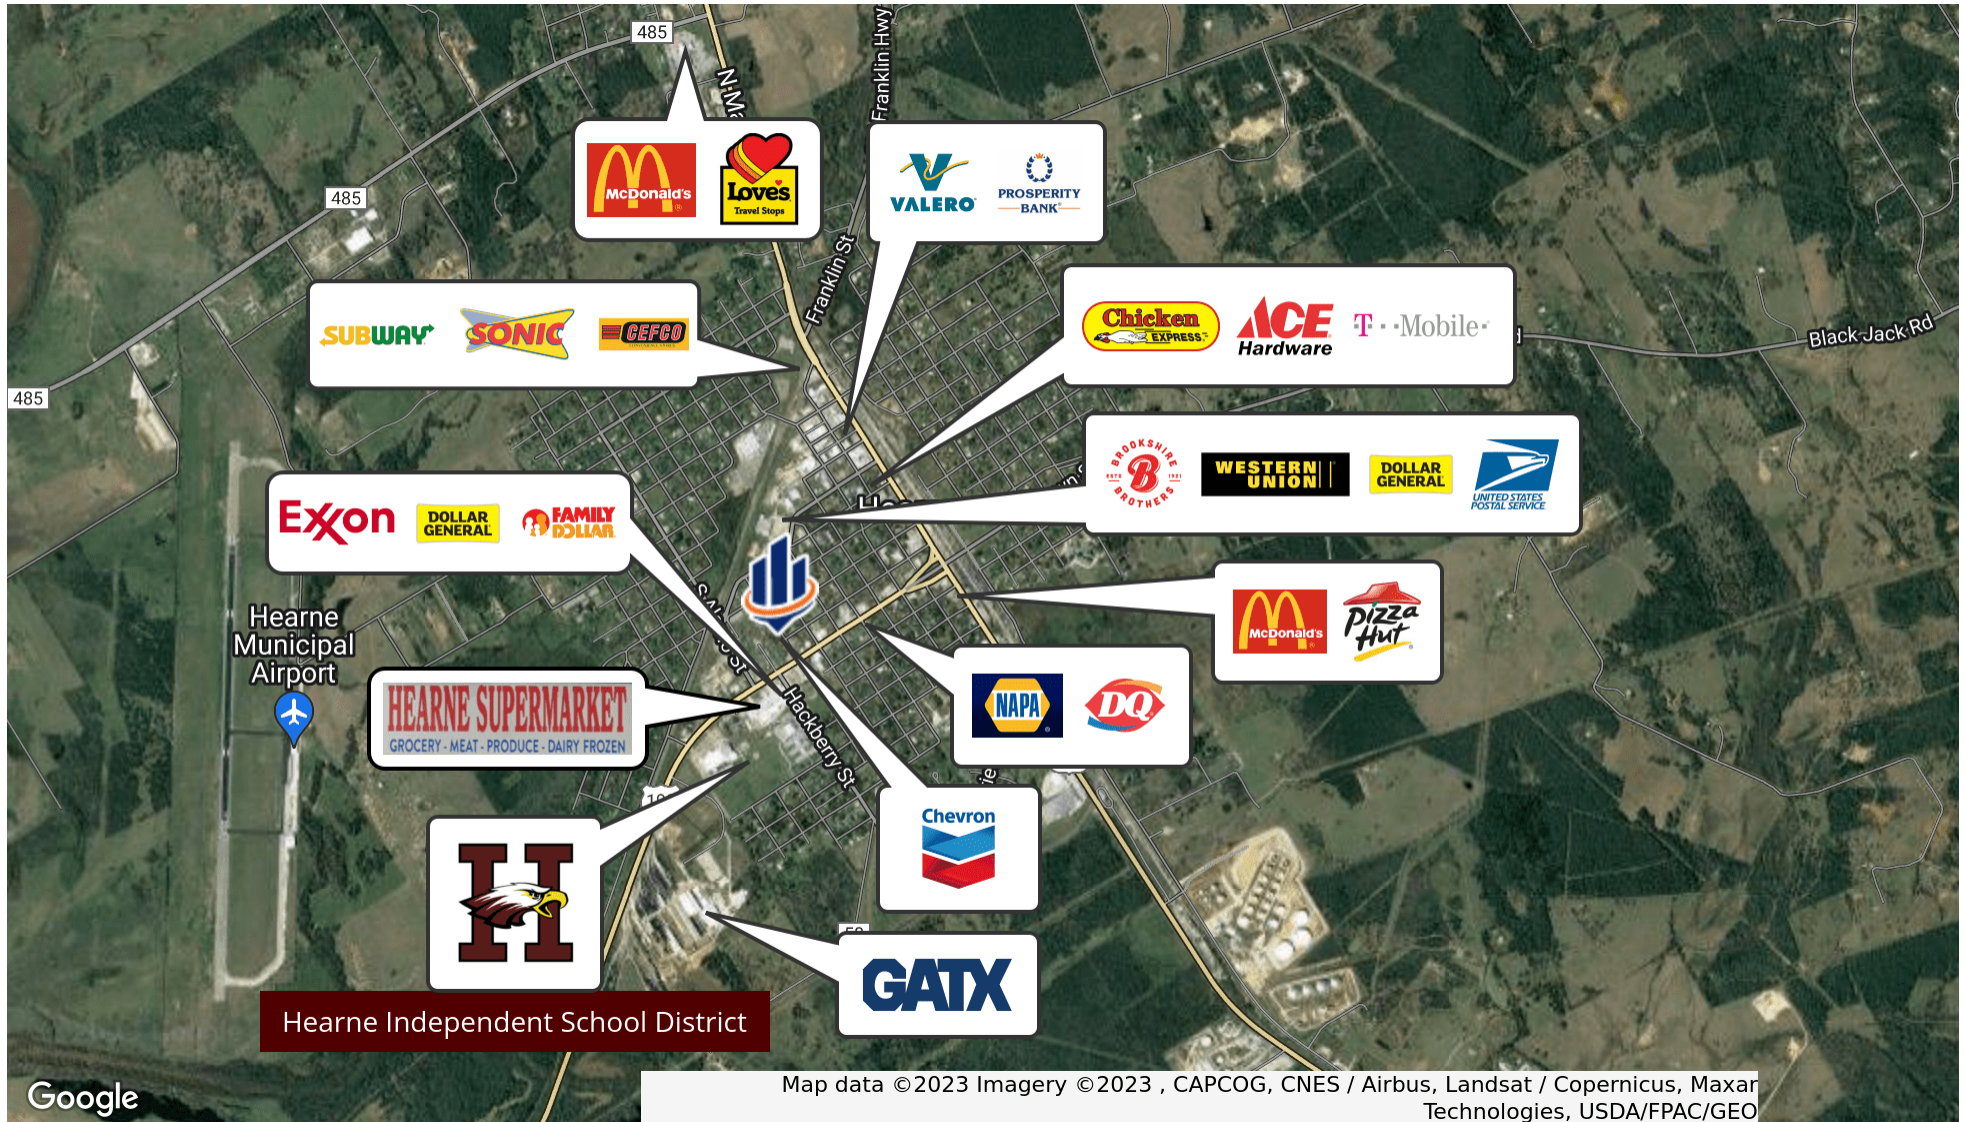 485
N Ma
Franklin Hwy
McDonald's
Love's
Travel Stops
VALERO
PROSPERITY
BANK
485
Franklin St
SUBWAY
SONIC
CEFCO
Chicken
EXPRESS
ACE
Hardware
T··Mobile·
Black Jack Rd
485
BROOKSHIRE
ESTD 1921
BROTHERS
WESTERN
UNION
DOLLAR
GENERAL
UNITED STATES
POSTAL SERVICE
EXXON
DOLLAR
GENERAL
FAMILY
DOLLAR
Hearne
Municipal
Airport
McDonald's
Pizza
Hut
HEARNE SUPERMARKET
GROCERY - MEAT - PRODUCE - DAIRY FROZEN
NAPA
DQ
Hackberry St
Chevron
H
GATX
Hearne Independent School District
Google
Map data ©2023 Imagery ©2023 , CAPCOG, CNES / Airbus, Landsat / Copernicus, Maxar
Technologies, USDA/FPAC/GEO